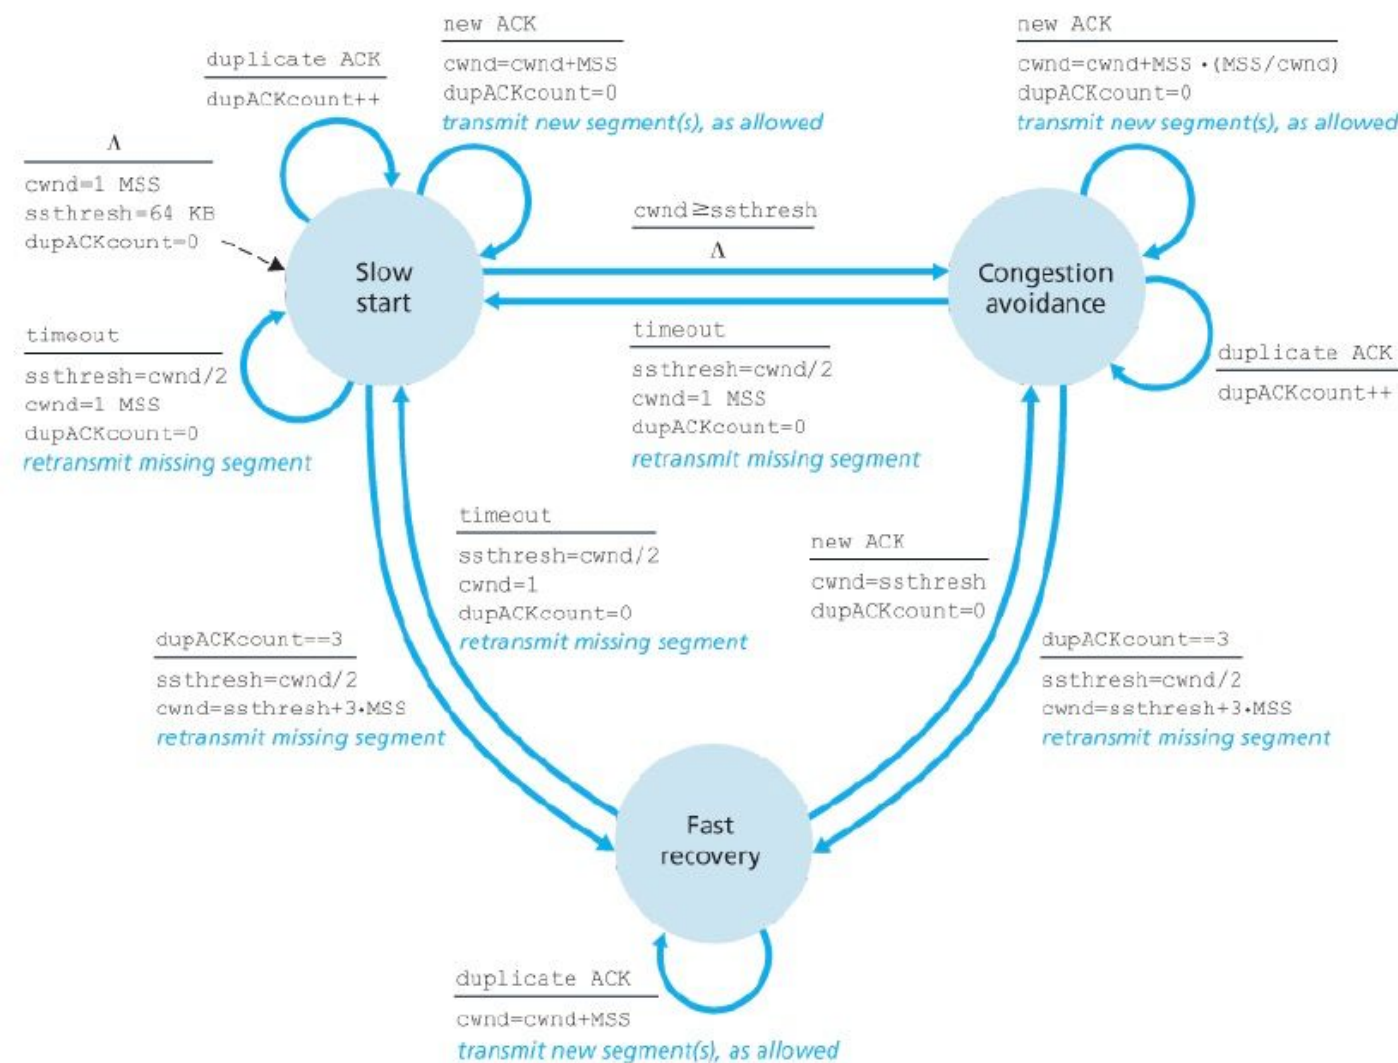 new ACK
cwnd=cwnd+MSS
dupACKcount=0
transmit new segment(s), as allowed
new ACK
cwnd=cwnd+MSS •(MSS/cwnd)
dupACKcount=0
transmit new segment(s), as allowed
duplicate ACK
dupACKcount++
Λ
cwnd=1 MSS
ssthresh=64 KB
dupACKcount=0
cwnd≥ssthresh
Λ
Slow
start
Congestion
avoidance
timeout
ssthresh=cwnd/2
cwnd=1 MSS
dupACKcount=0
retransmit missing segment
timeout
ssthresh=cwnd/2
cwnd=1 MSS
dupACKcount=0
retransmit missing segment
duplicate ACK
dupACKcount++
timeout
ssthresh=cwnd/2
cwnd=1
dupACKcount=0
retransmit missing segment
new ACK
cwnd=ssthresh
dupACKcount=0
dupACKcount==3
ssthresh=cwnd/2
cwnd=ssthresh+3•MSS
retransmit missing segment
dupACKcount==3
ssthresh=cwnd/2
cwnd=ssthresh+3•MSS
retransmit missing segment
Fast
recovery
duplicate ACK
cwnd=cwnd+MSS
transmit new segment(s), as allowed